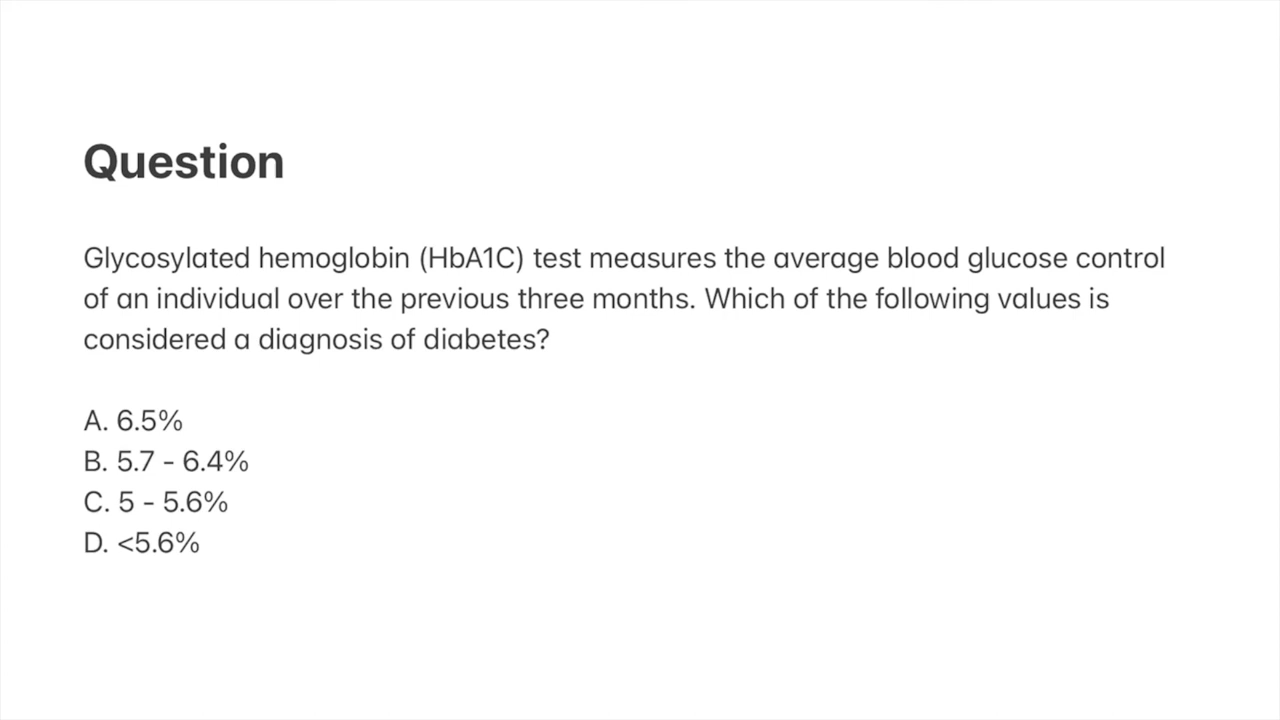 Question
Glycosylated hemoglobin (HbA1C) test measures the average blood glucose control
of an individual over the previous three months. Which of the following values is
considered a diagnosis of diabetes?
A. 6.5%
B. 5.7 - 6.4%
C. 5 - 5.6%
D. <5.6%